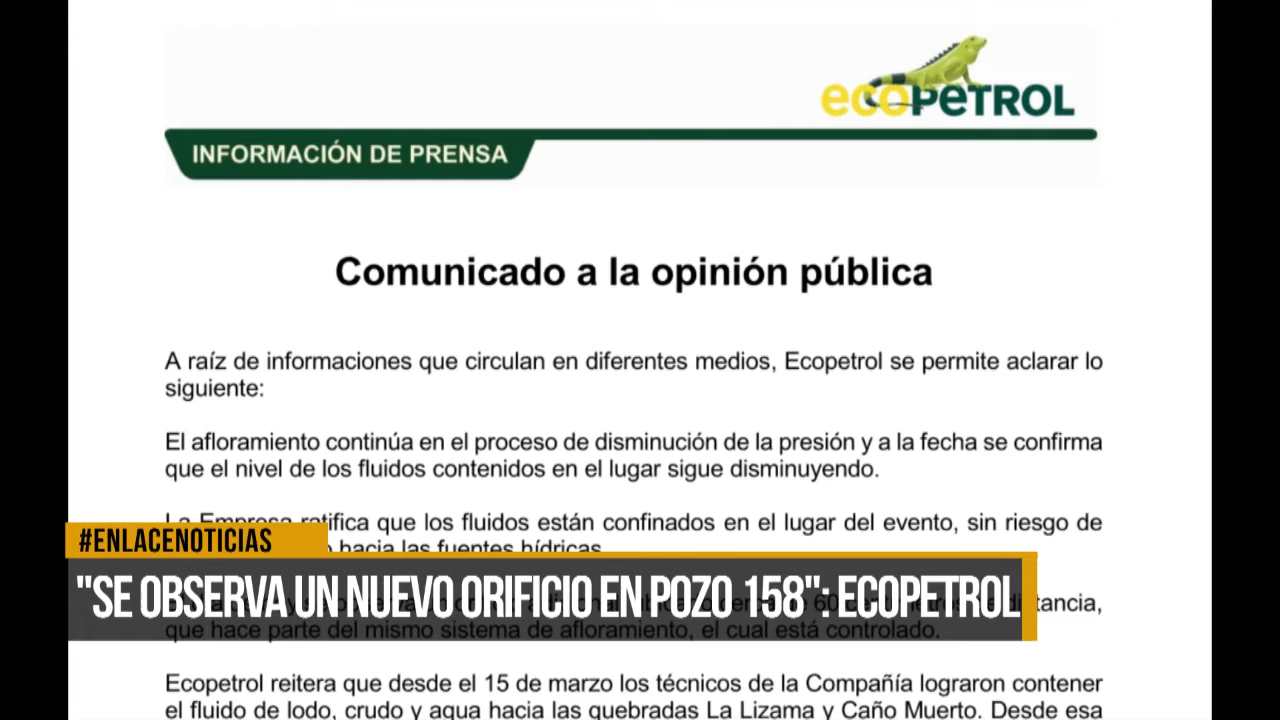 ecoPETROL
INFORMACIÓN DE PRENSA
Comunicado a la opinión pública
A raíz de informaciones que circulan en diferentes medios, Ecopetrol se permite aclarar lo
siguiente:
El afloramiento continúa en el proceso de disminución de la presión y a la fecha se confirma
que el nivel de los fluidos contenidos en el lugar sigue disminuyendo.
La Empresa ratifica que los fluidos están confinados en el lugar del evento, sin riesgo de
#ENLACENOTICIAS
hacia las fuentes hídricas.
"SE OBSERVA UN NUEVO ORIFICIO EN POZO 158": ECOPETROL
que hace parte del mismo sistema de afloramiento, el cual está controlado.
Ecopetrol reitera que desde el 15 de marzo los técnicos de la Compañía lograron contener
el fluido de lodo, crudo y agua hacia las quebradas La Lizama y Caño Muerto. Desde esa